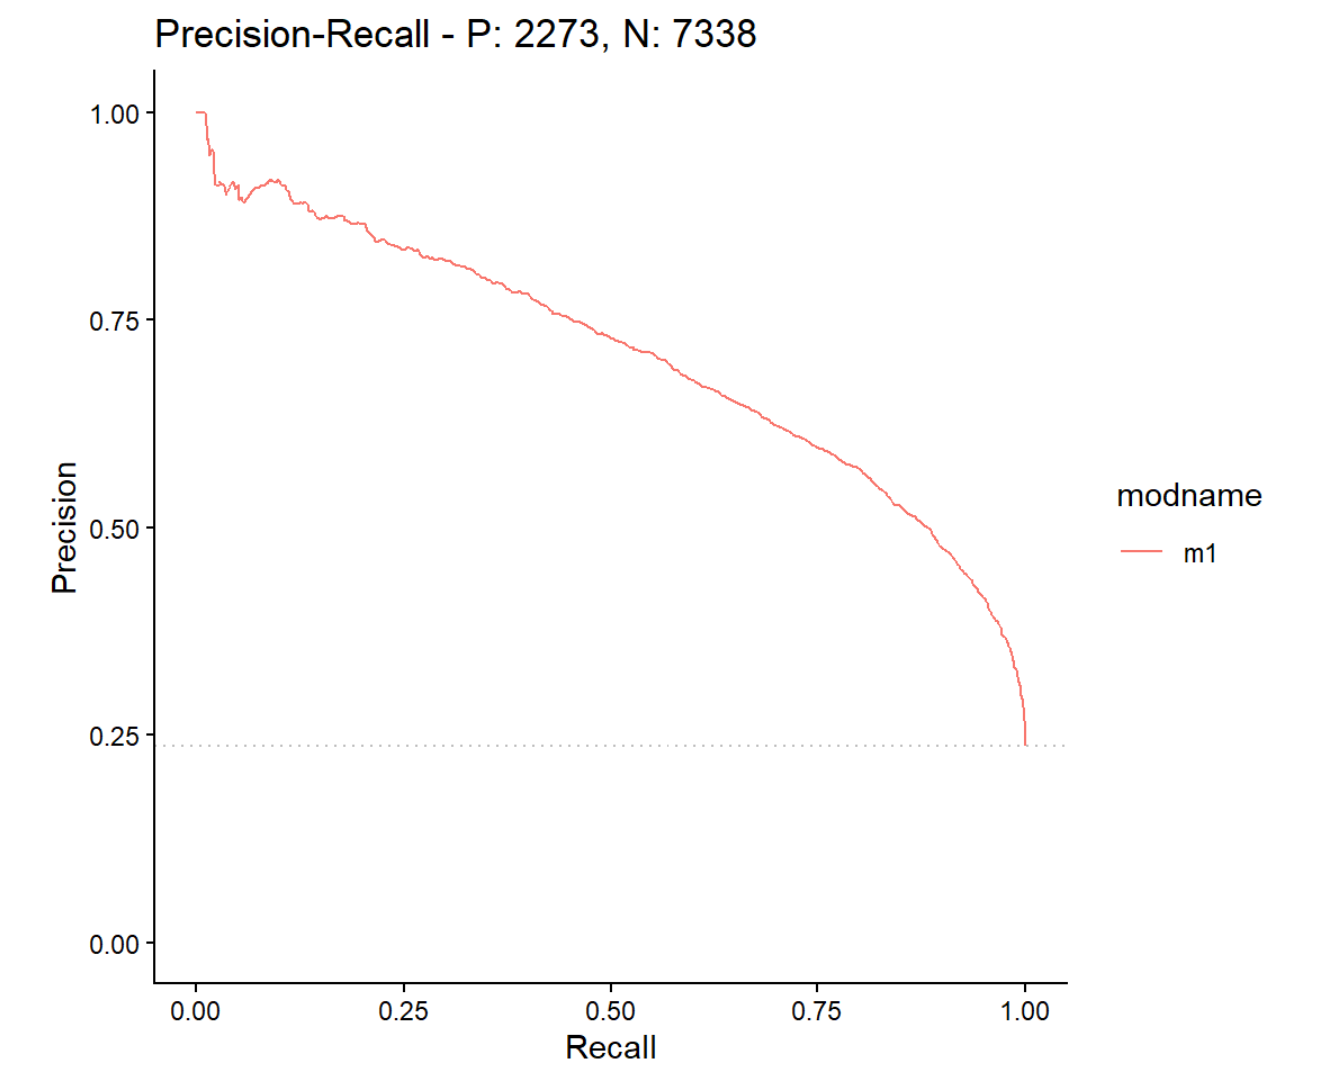 Precision-Recall - P: 2273, N: 7338
1.00
0.75
0.50
0.25
0.00
Precision
0.00 0.25 0.50 0.75 1.00
Recall
modname
m1